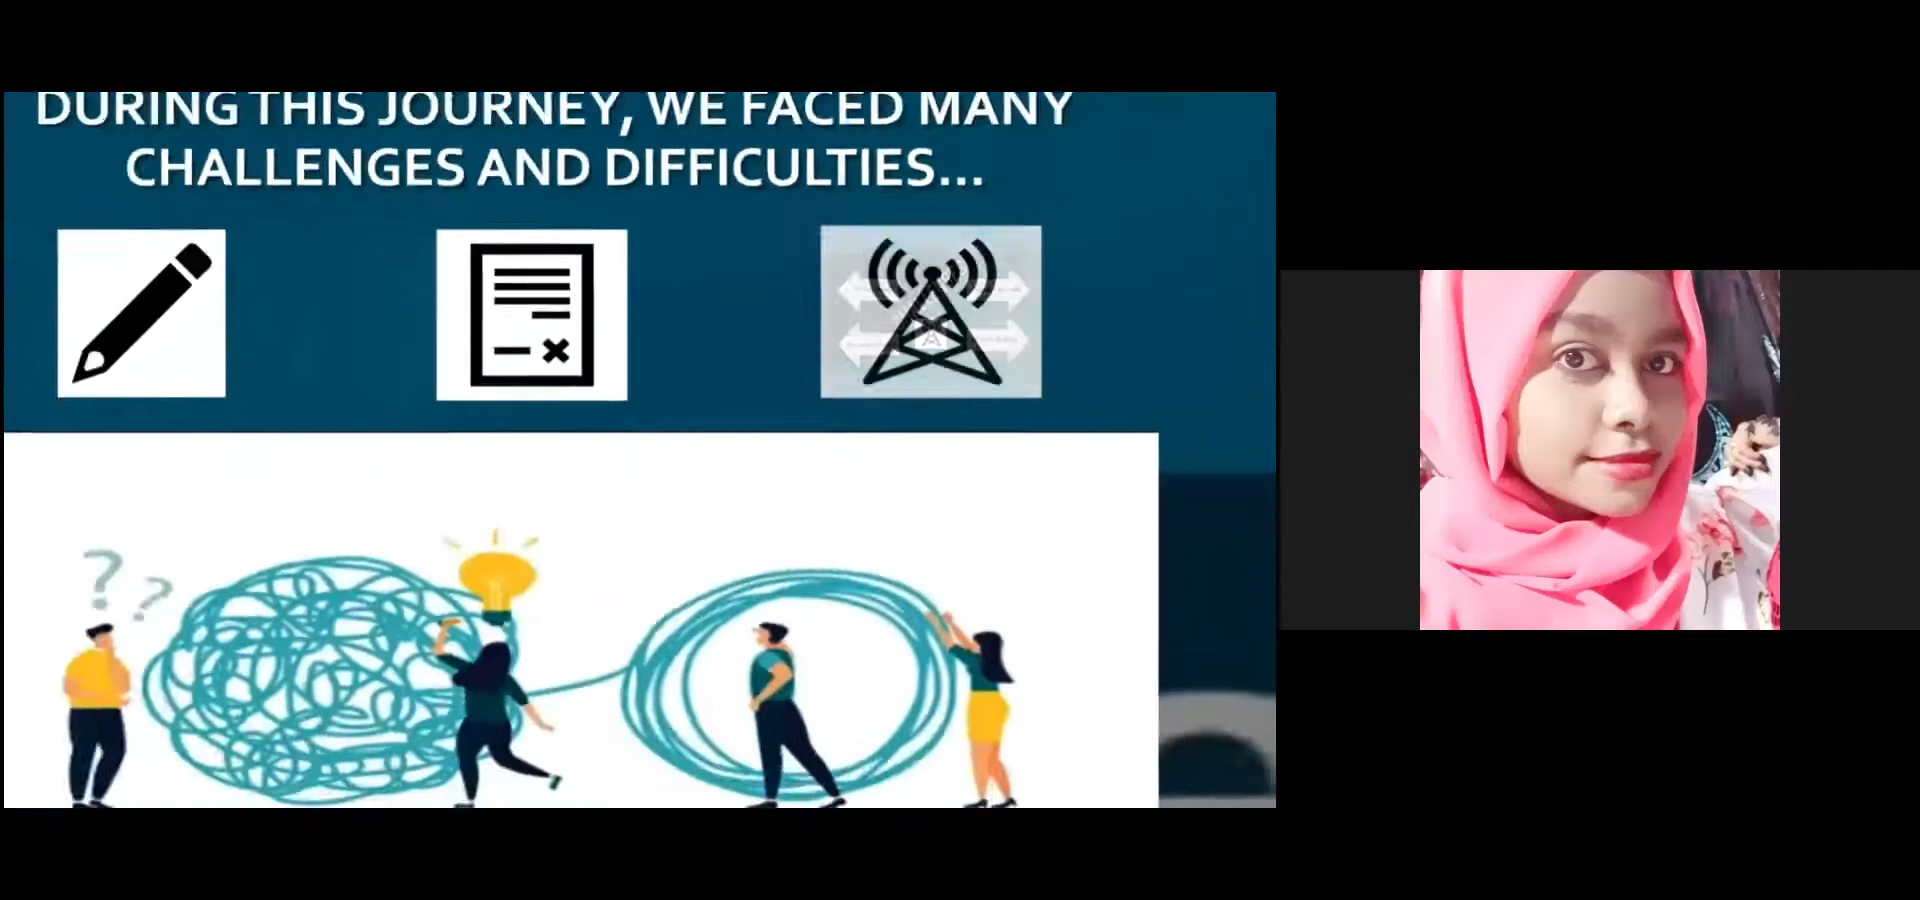 DURING THIS JOURNEY, WE FACED MANY
CHALLENGES AND DIFFICULTIES...
? ?